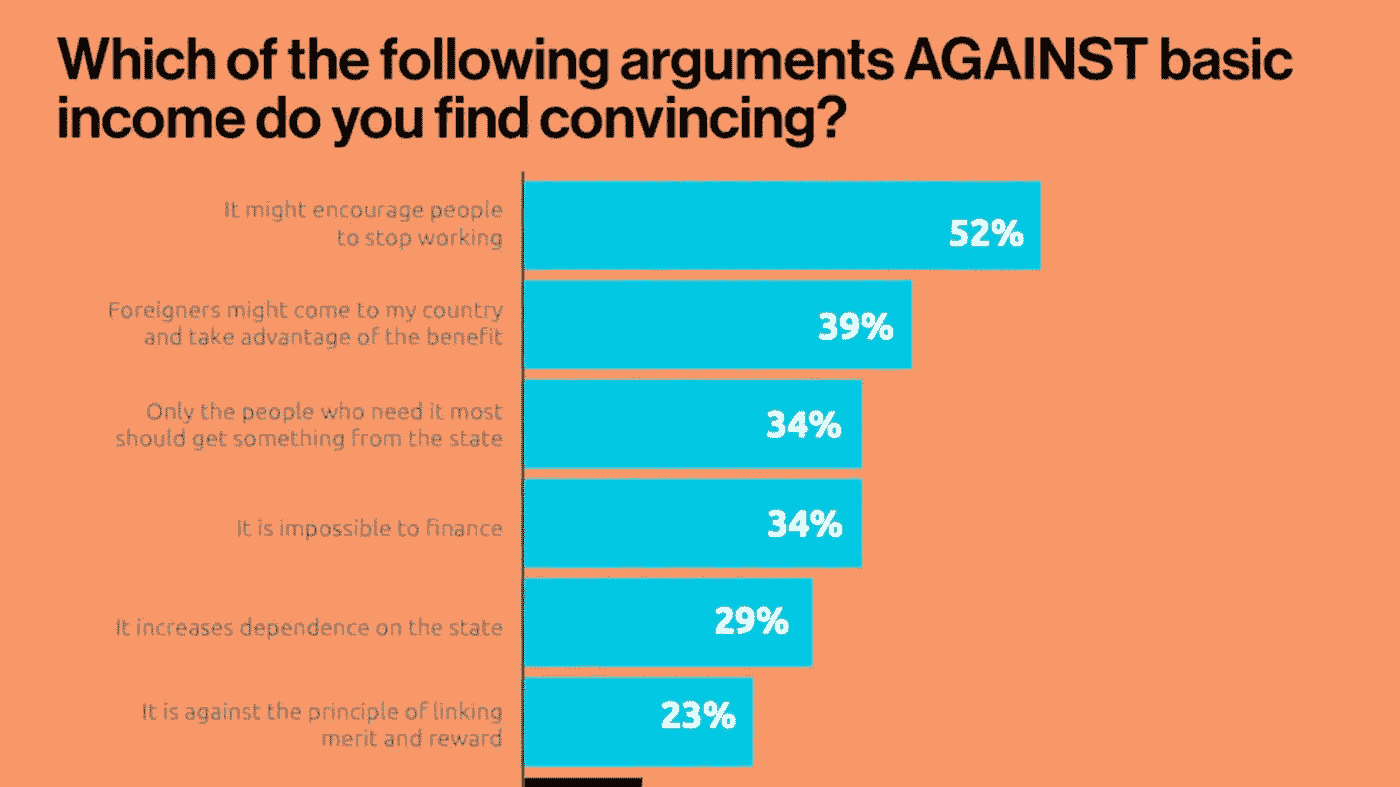 Which of the following arguments AGAINST basic
income do you find convincing?
It might encourage people
to stop working
52%
Foreigners might come to my country
and take advantage of the benefit
39%
Only the people who need it most
should get something from the state
34%
It is impossible to finance
34%
It increases dependence on the state
29%
It is against the principle of linking
merit and reward
23%